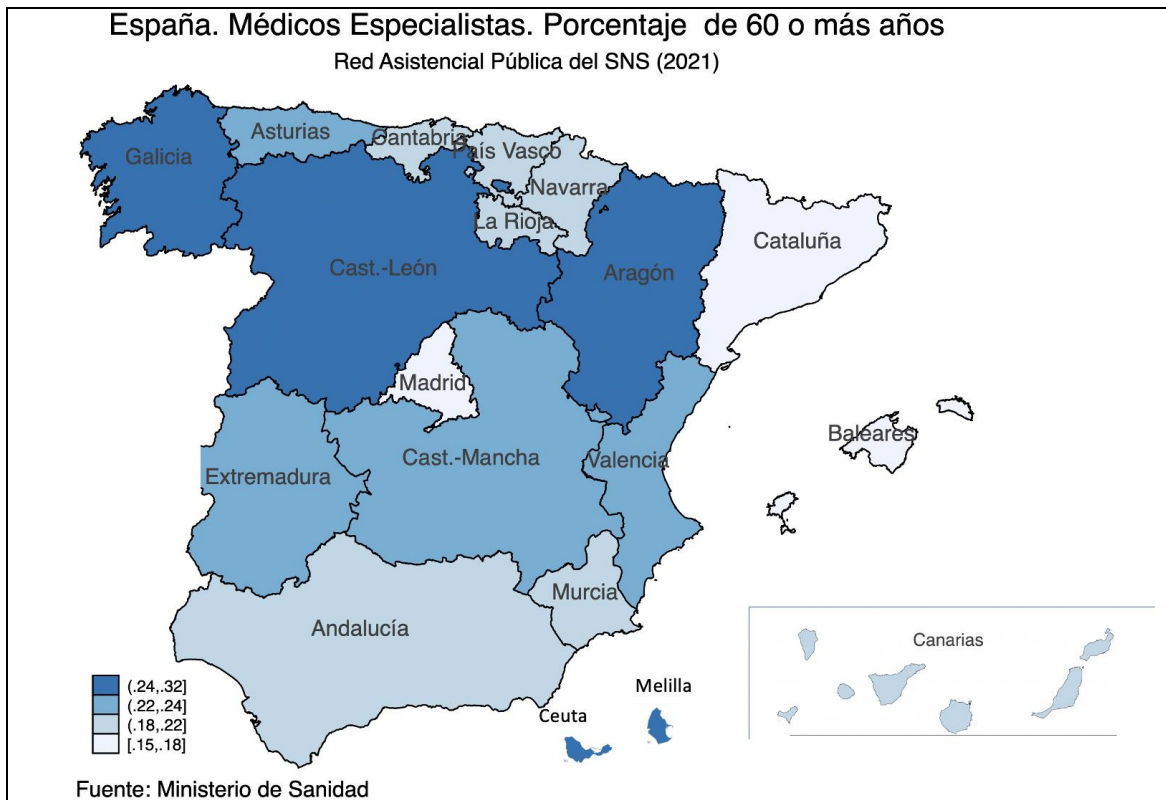 España. Médicos Especialistas. Porcentaje de 60 o más años
Red Asistencial Pública del SNS (2021)
Asturias
Cantabria
País Vasco
Galicia
Navarra
La Rioja
Cataluña
Cast.-León
Aragón
Madrid
Baleares
Cast.-Mancha
Valencia
Extremadura
Murcia
Andalucía
Canarias
Melilla
Ceuta
(.24,.32]
(.22,.24]
(.18,.22]
[.15,.18]
Fuente: Ministerio de Sanidad